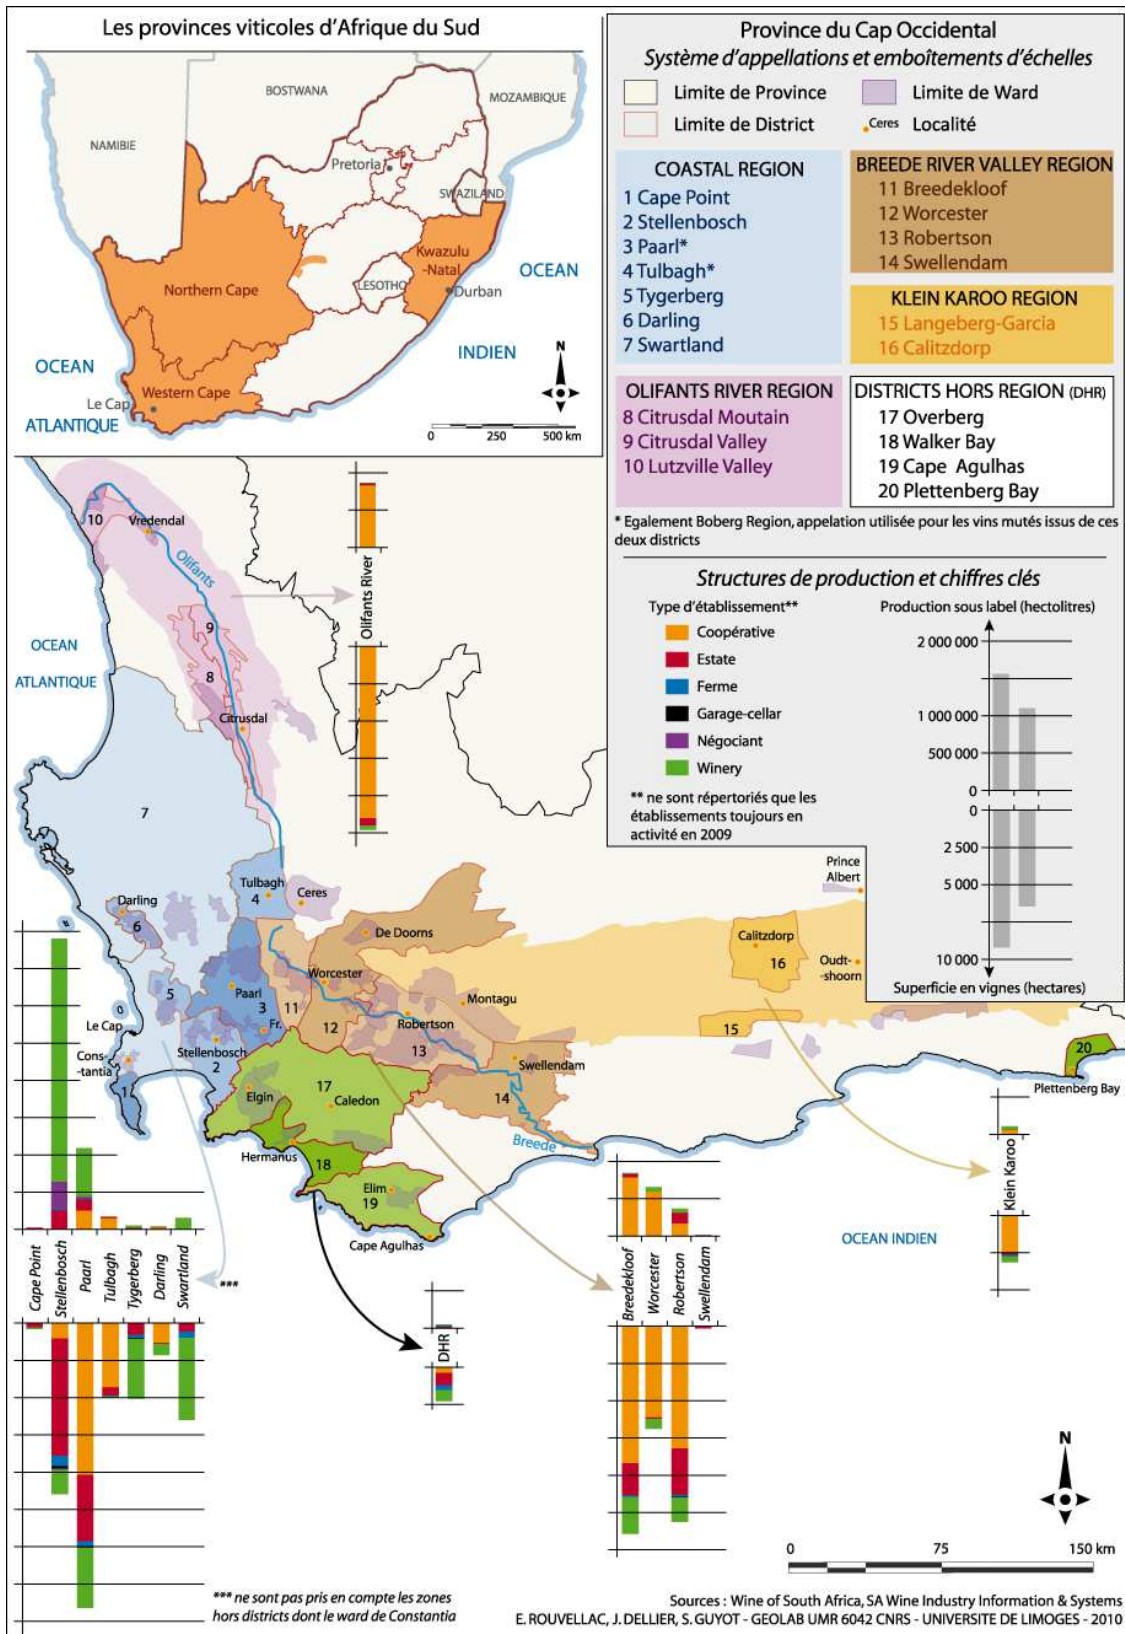 Les provinces viticoles d'Afrique du Sud
BOSTWANA
MOZAMBIQUE
NAMIBIE
Pretoria
SWAZILAND
Kwazulu
-Natal
OCEAN
Northern Cape
LESOTHO
Durban
INDIEN
N
OCEAN
Western Cape
Le Cap
ATLANTIQUE
0 250 500 km
Province du Cap Occidental
Système d'appellations et emboîtements d'échelles
Limite de Province
Limite de Ward
Limite de District
Ceres Localité
COASTAL REGION
1 Cape Point
2 Stellenbosch
3 Paarl*
4 Tulbagh*
5 Tygerberg
6 Darling
7 Swartland
BREEDE RIVER VALLEY REGION
11 Breedekloof
12 Worcester
13 Robertson
14 Swellendam
KLEIN KAROO REGION
15 Langeberg-Garcia
16 Calitzdorp
OLIFANTS RIVER REGION
8 Citrusdal Moutain
9 Citrusdal Valley
10 Lutzville Valley
DISTRICTS HORS REGION (DHR)
17 Overberg
18 Walker Bay
19 Cape Agulhas
20 Plettenberg Bay
* Egalement Boberg Region, appelation utilisée pour les vins mutés issus de ces
deux districts
Structures de production et chiffres clés
Type d'établissement**
Coopérative
Estate
Ferme
Garage-cellar
Négociant
Winery
** ne sont répertoriés que les
établissements toujours en
activité en 2009
Production sous label (hectolitres)
2 000 000
1 000 000
500 000
0
0
2 500
5 000
10 000
Superficie en vignes (hectares)
10
Vredendal
Olifants
Olifants River
OCEAN
ATLANTIQUE
9
8
Citrusdal
7
Tulbagh
4
Ceres
Prince
Albert
Darling
6
De Doorns
Calitzdorp
16
Oudt-
-shoorn
Worcester
Paarl
5
3
11
Montagu
Le Cap
Fr.
12
Robertson
13
15
Cons-
-tantia
Stellenbosch
2
Swellendam
20
Plettenberg Bay
1
17
Elgin
Caledon
14
Hermanus
Breede
18
Elim
19
Cape Agulhas
OCEAN INDIEN
Klein Karoo
Cape Point
Stellenbosch
Paarl
Tulbagh
Tygerberg
Darling
Swartland
***
DHR
Breedekloof
Worcester
Robertson
Swellendam
N
0 75 150 km
*** ne sont pas pris en compte les zones
hors districts dont le ward de Constantia
Sources : Wine of South Africa, SA Wine Industry Information & Systems
E. ROUVELLAC, J. DELLIER, S. GUYOT - GEOLAB UMR 6042 CNRS - UNIVERSITE DE LIMOGES - 2010